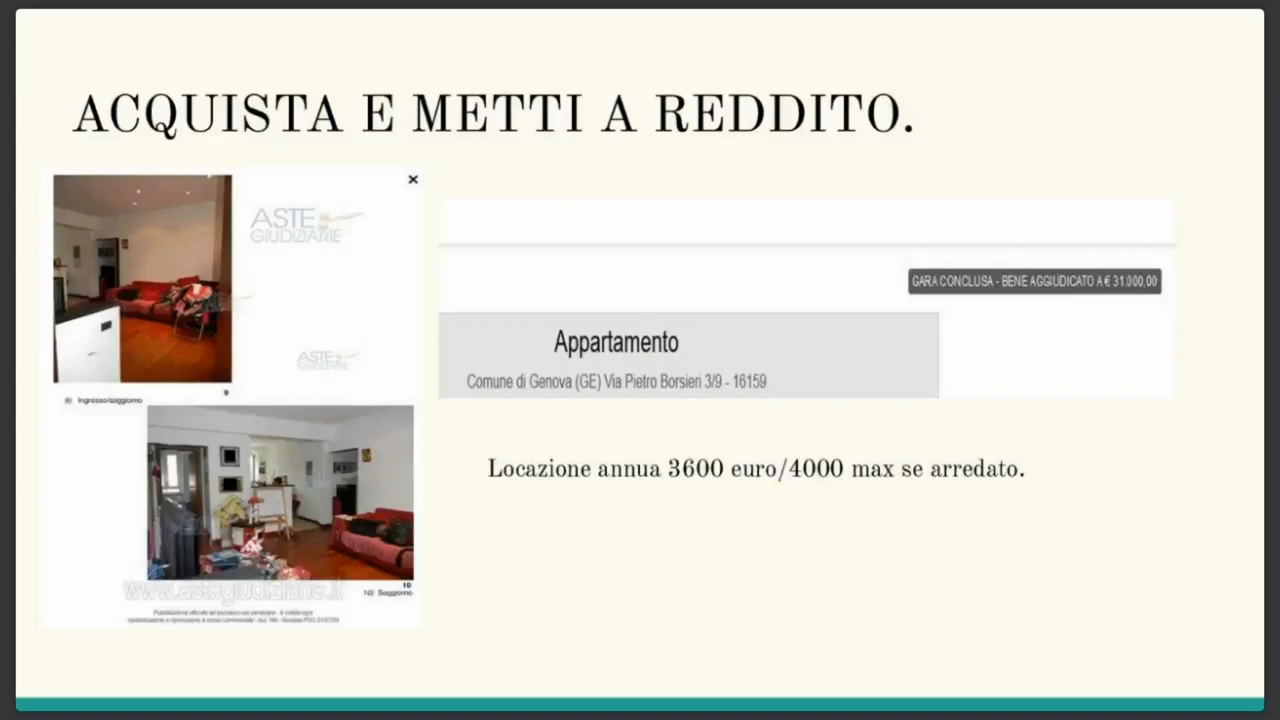 ACQUISTA E METTI A REDDITO.
ASTE
GIUDIZIARIE
ASTE
GIUDIZIARIE
9
Ingresso/soggiorno
GARA CONCLUSA - BENE AGGIUDICATO A € 31.000,00
Appartamento
Comune di Genova (GE) Via Pietro Borsieri 3/9 - 16159
Locazione annua 3600 euro/4000 max se arredato.
www.astegiudiziarie.it
10
Soggiorno